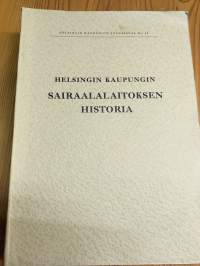 HELSINGIN KAUPUNGIN
SAIRAALALAITOKSEN
HISTORIA